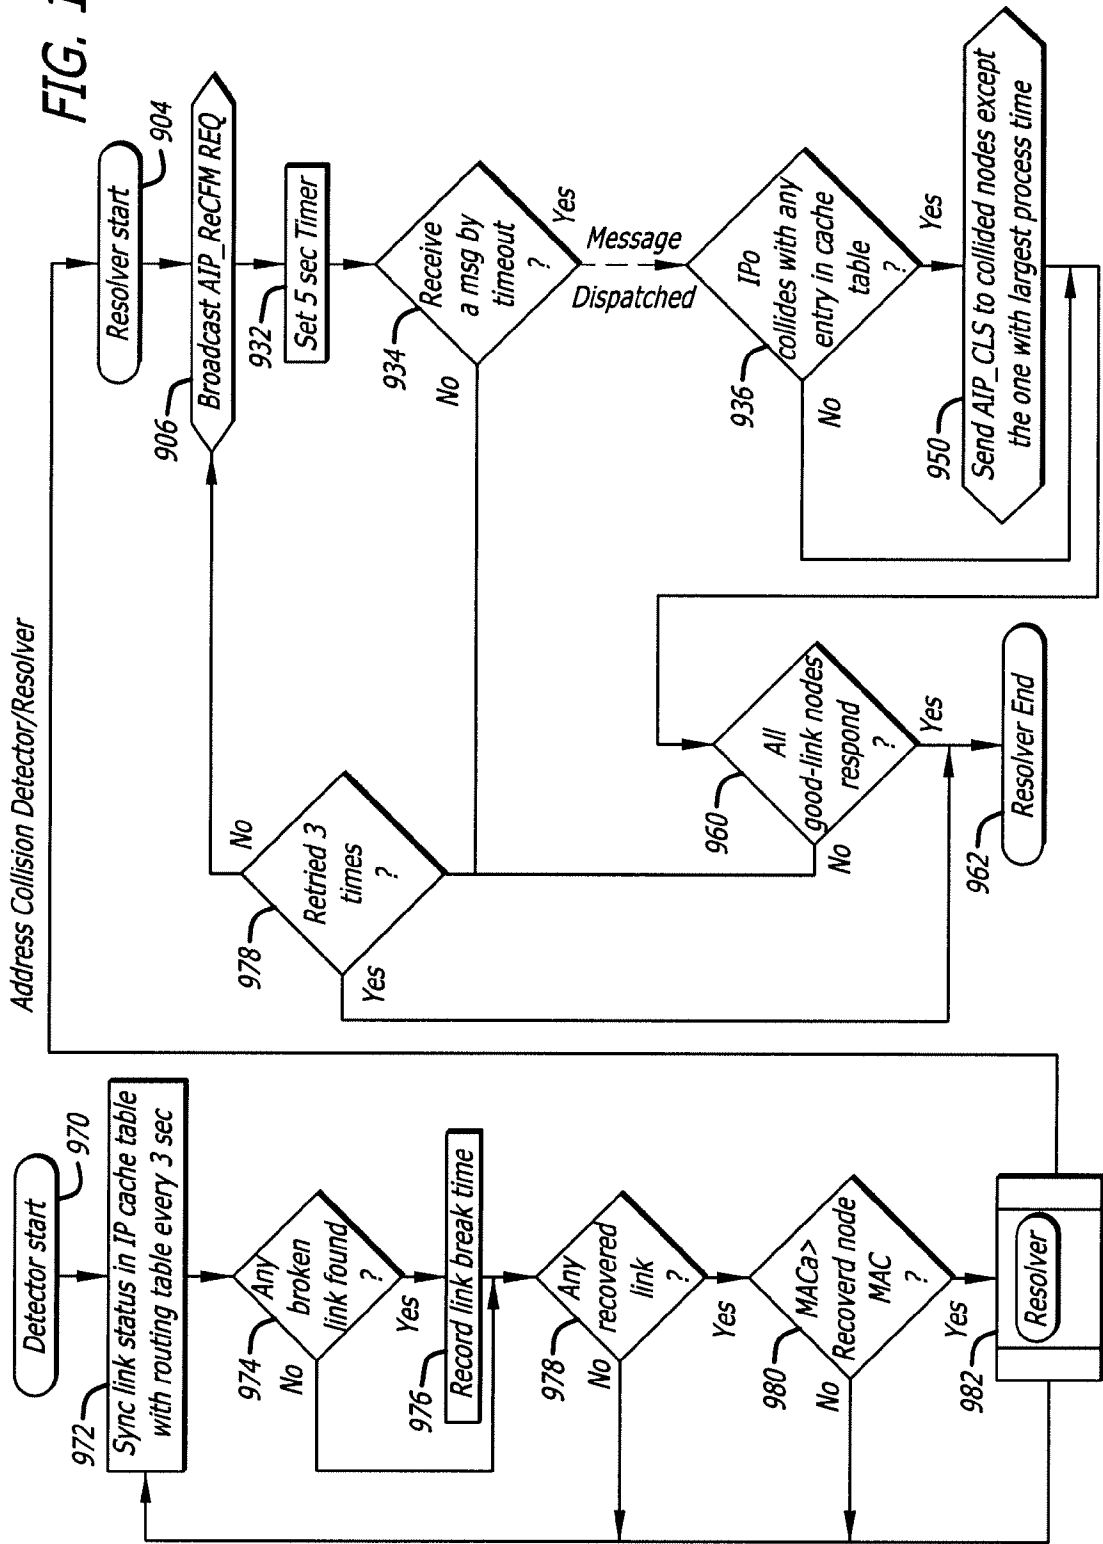 FIG. 1
Address Collision Detector/Resolver
Detector start
970
972
Sync link status in IP cache table
with routing table every 3 sec
974
Any
broken
link found
?
No
Yes
976
Record link break time
978
Any
recovered
link
?
No
Yes
980
MACa>
Recoverd node
MAC
?
No
Yes
982
Resolver
Resolver start
904
906
Broadcast AIP_ReCFM REQ
932
Set 5 sec Timer
934
Receive
a msg by
timeout
?
No
Yes
Message
Dispatched
936
IPo
collides with any
entry in cache
table
?
No
Yes
950
Send AIP_CLS to collided nodes except
the one with largest process time
978
Retried 3
times
?
No
Yes
960
All
good-link nodes
respond
?
No
Yes
962
Resolver End